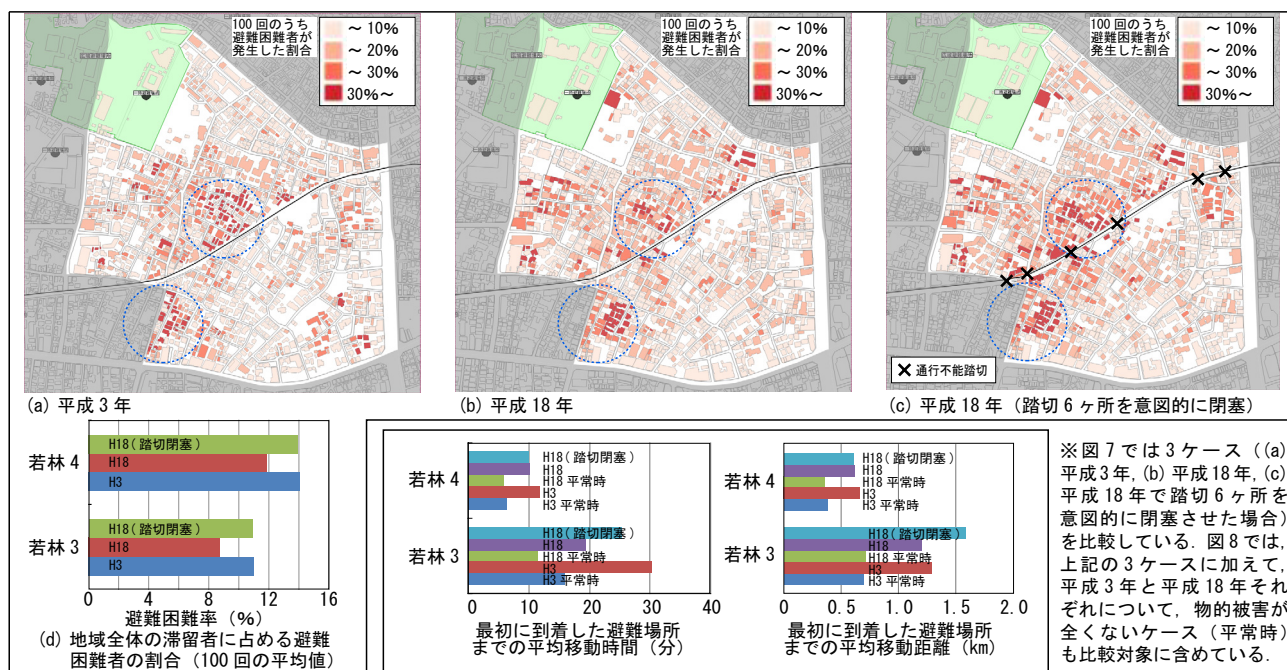 100 回のうち
避難困難者が
発生した割合
～ 10%
～ 20%
～ 30%
30%～
100 回のうち
避難困難者が
発生した割合
～ 10%
～ 20%
～ 30%
30%～
100 回のうち
避難困難者が
発生した割合
～ 10%
～ 20%
～ 30%
30%～
× 通行不能踏切
(a) 平成 3 年
(b) 平成 18 年
(c) 平成 18 年（踏切 6 ヶ所を意図的に閉塞）
若林 4
H18（踏切閉塞）
H18
H3
若林 3
H18（踏切閉塞）
H18
H3
0 4 8 12 16
避難困難率（%）
(d) 地域全体の滞留者に占める避難
困難者の割合（100 回の平均値）
若林 4
H18（踏切閉塞）
H18
H18 平常時
H3
H3 平常時
若林 3
H18（踏切閉塞）
H18
H18 平常時
H3
H3 平常時
0 10 20 30 40
最初に到着した避難場所
までの平均移動時間（分）
若林 4
H18（踏切閉塞）
H18
H18 平常時
H3
H3 平常時
若林 3
H18（踏切閉塞）
H18
H18 平常時
H3
H3 平常時
0 0.5 1.0 1.5 2.0
最初に到着した避難場所
までの平均移動距離（km）
※図 7 では 3 ケース（(a)
平成 3 年, (b) 平成 18 年, (c)
平成 18 年で踏切 6 ヶ所を
意図的に閉塞させた場合）
を比較している．図 8 では,
上記の 3 ケースに加えて,
平成 3 年と平成 18 年それ
ぞれについて，物的被害が
全くないケース（平常時）
も比較対象に含めている．